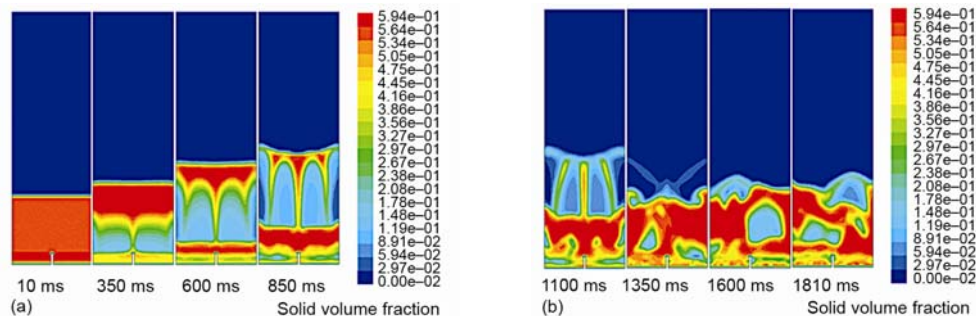 5.94e–01
5.64e–01
5.34e–01
5.05e–01
4.75e–01
4.45e–01
4.16e–01
3.86e–01
3.56e–01
3.27e–01
2.97e–01
2.67e–01
2.38e–01
2.08e–01
1.78e–01
1.48e–01
1.19e–01
8.91e–02
5.94e–02
2.97e–02
0.00e–02
10 ms 350 ms 600 ms 850 ms
(a) Solid volume fraction
5.94e–01
5.64e–01
5.34e–01
5.05e–01
4.75e–01
4.45e–01
4.16e–01
3.86e–01
3.56e–01
3.27e–01
2.97e–01
2.67e–01
2.38e–01
2.08e–01
1.78e–01
1.48e–01
1.19e–01
8.91e–02
5.94e–02
2.97e–02
0.00e–02
1100 ms 1350 ms 1600 ms 1810 ms
(b) Solid volume fraction